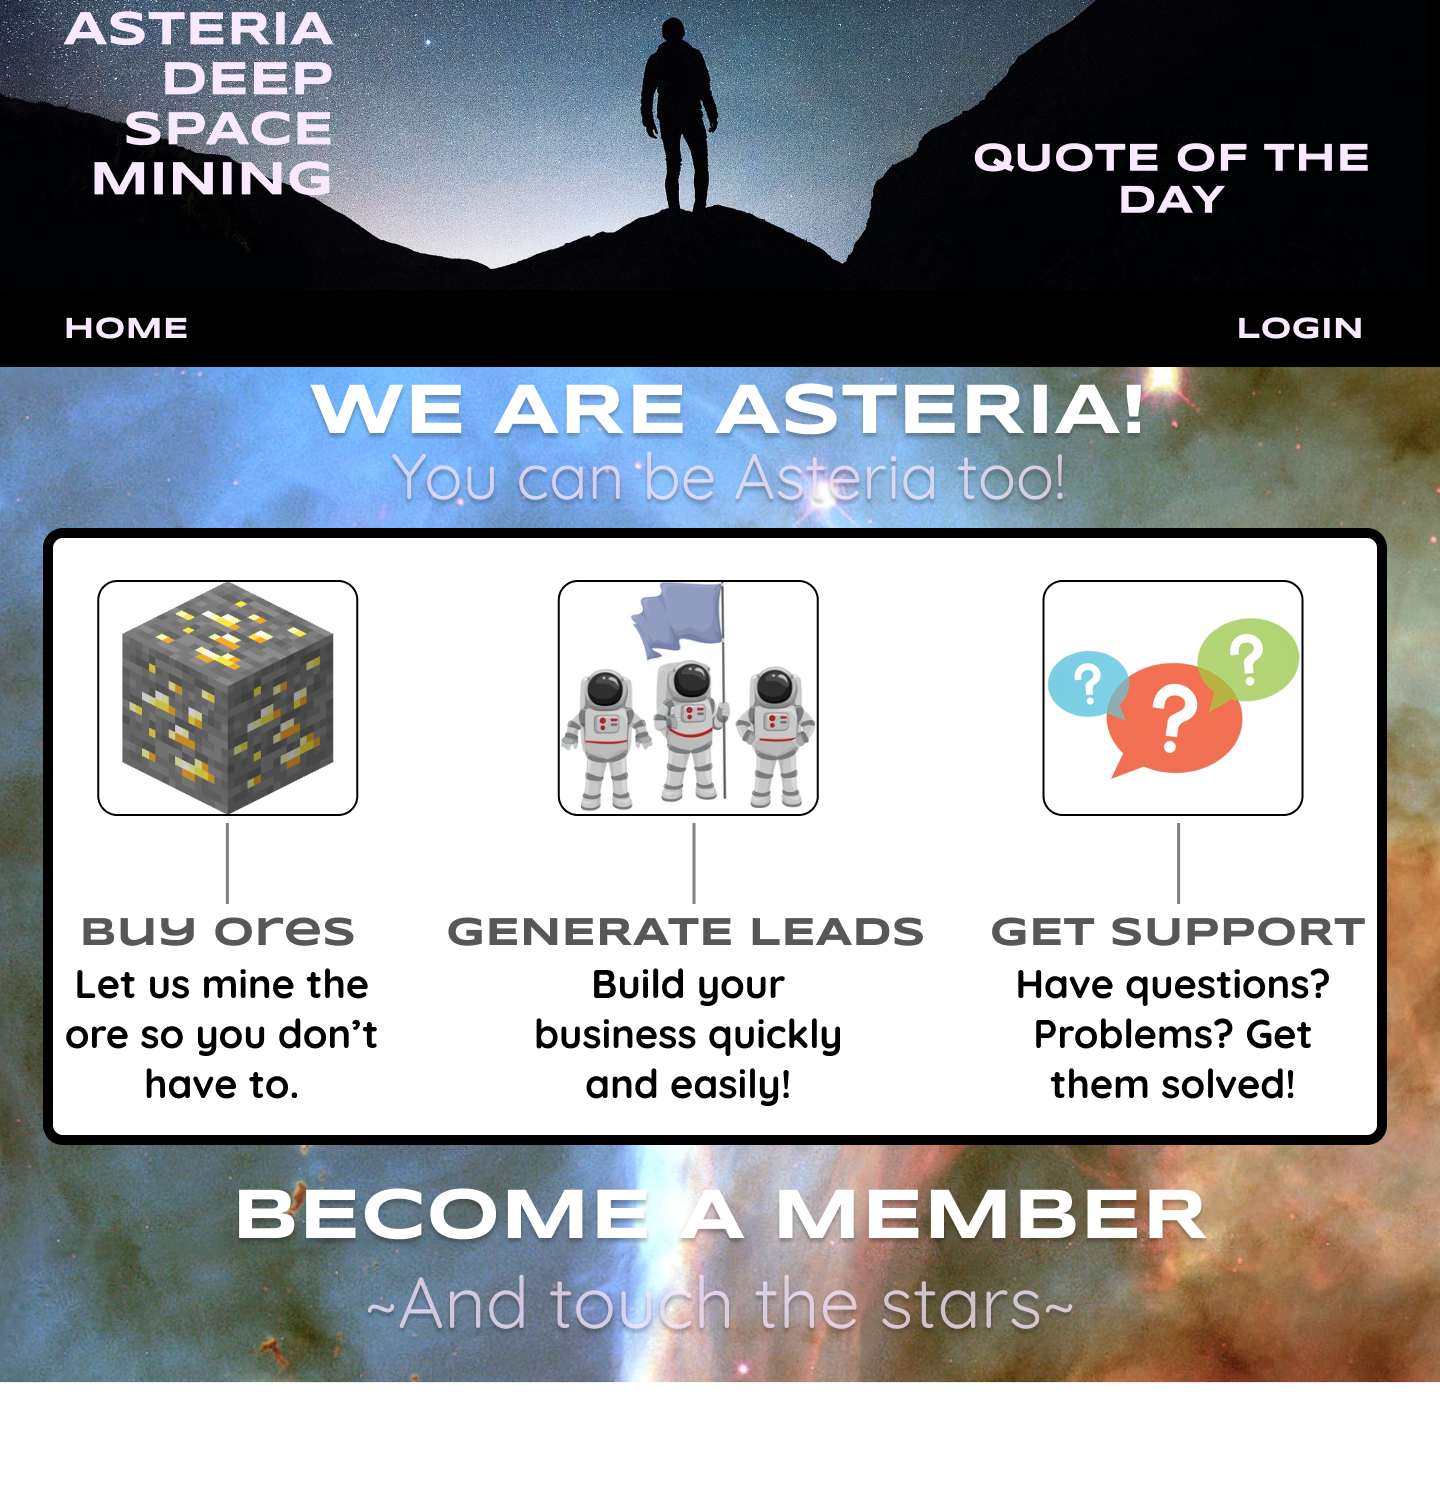 ASTERIA
DEEP
SPACE
MINING
QUOTE OF THE
DAY
HOME
LOGIN
WE ARE ASTERIA!
You can be Asteria too!
? ? ?
Buy ores
GENERATE LEADS
GET SUPPORT
Let us mine the
ore so you don’t
have to.
Build your
business quickly
and easily!
Have questions?
Problems? Get
them solved!
BECOME A MEMBER
~And touch the stars~